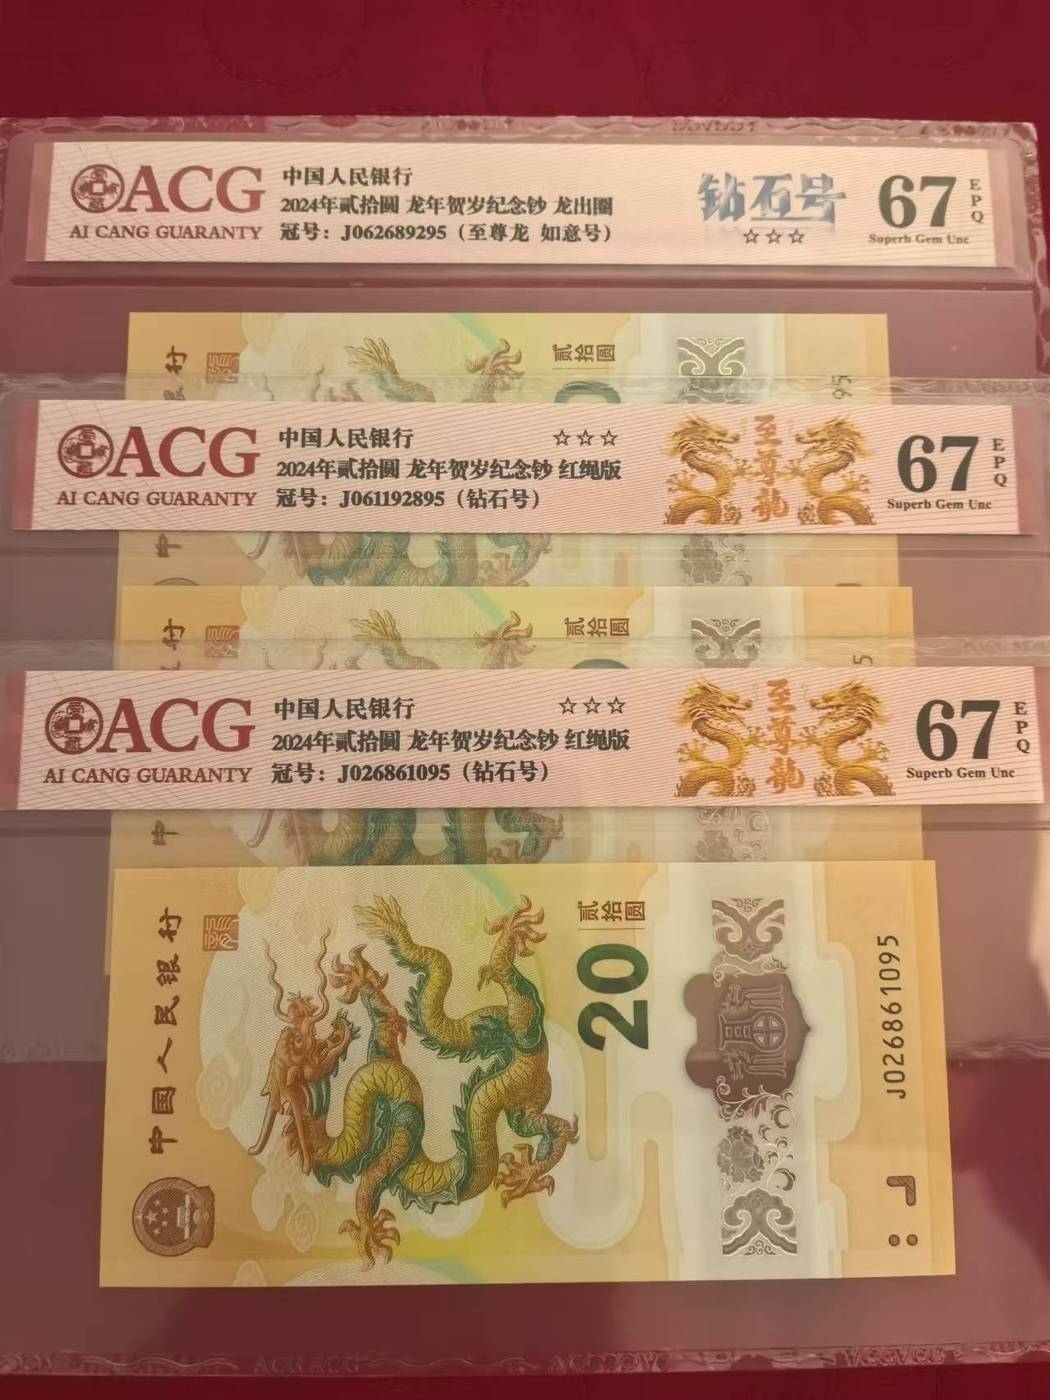 ACG
AI CANG GUARANTY
中国人民银行
2024年贰拾圆 龙年贺岁纪念钞 龙出圈
冠号：J062689295（至尊龙 如意号）
钻石号
☆☆☆
67
EPQ
Superb Gem Unc
贰拾圆
95
ACG
AI CANG GUARANTY
中国人民银行 ☆☆☆
2024年贰拾圆 龙年贺岁纪念钞 红绳版
冠号：J061192895（钻石号）
至尊龍
67
EPQ
Superb Gem Unc
贰拾圆
5
ACG
AI CANG GUARANTY
中国人民银行 ☆☆☆
2024年贰拾圆 龙年贺岁纪念钞 红绳版
冠号：J026861095（钻石号）
至尊龍
67
EPQ
Superb Gem Unc
中国人民银行
贰拾圆
20
J026861095
ACG ACG